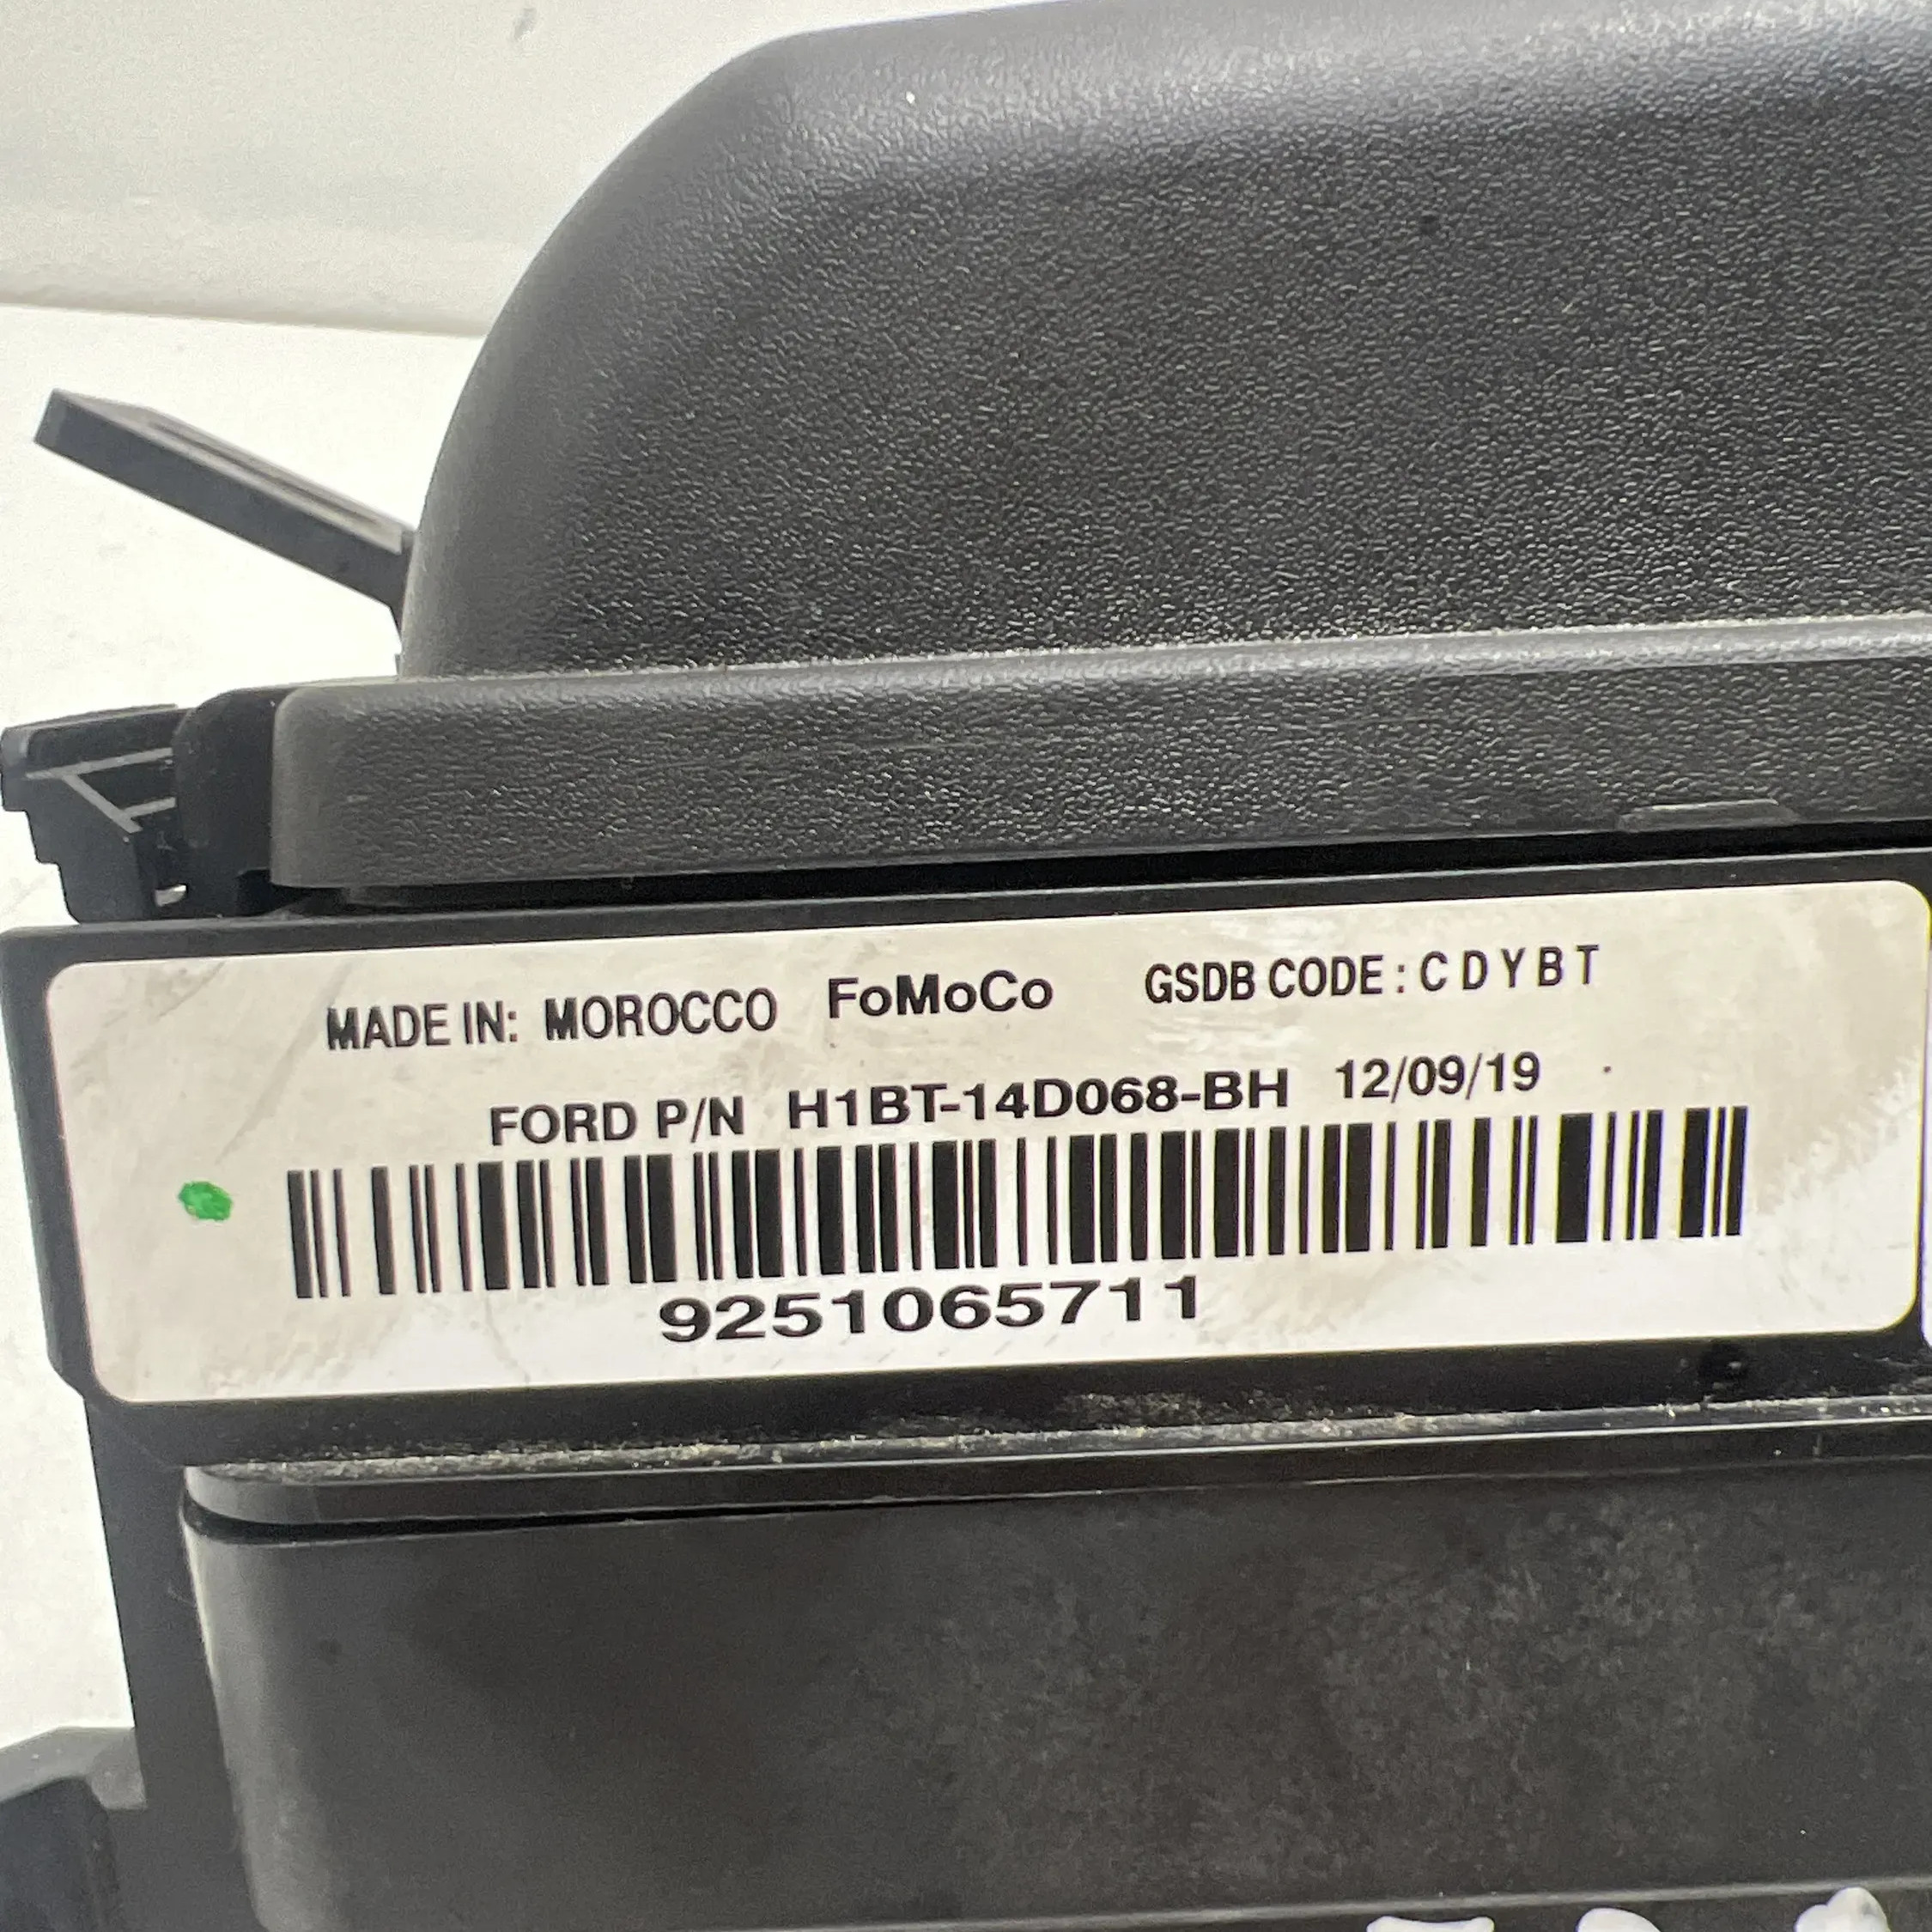 MADE IN: MOROCCO FoMoCo GSDB CODE : C D Y B T
FORD P/N H1BT-14D068-BH 12/09/19
9251065711